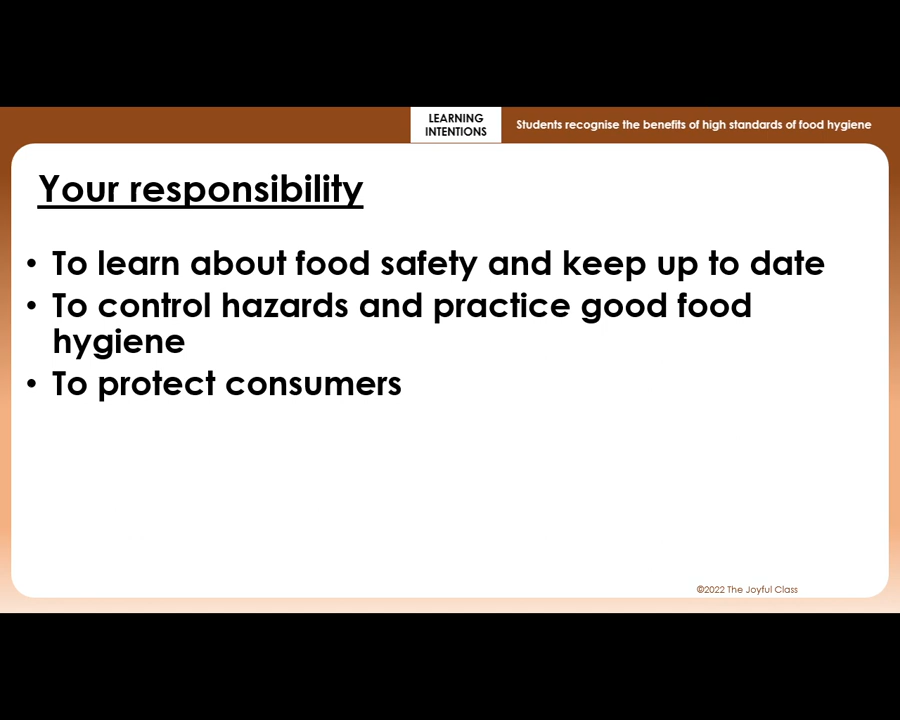 LEARNING
INTENTIONS
Students recognise the benefits of high standards of food hygiene
Your responsibility
• To learn about food safety and keep up to date
• To control hazards and practice good food
hygiene
• To protect consumers
©2022 The Joyful Class